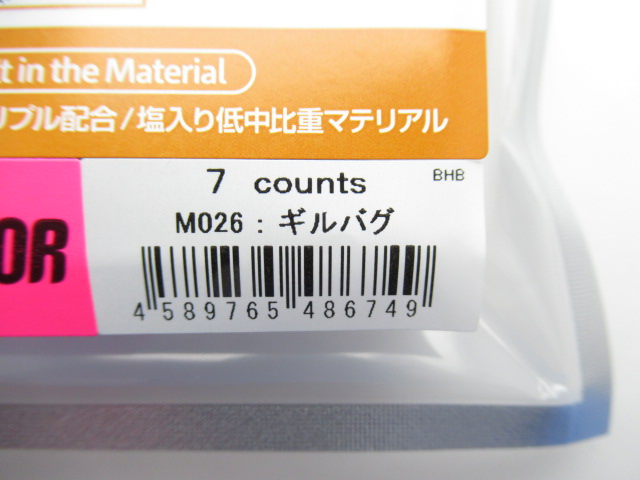 in the Material
リブル配合/塩入り低中比重マテリアル
7 counts
BHB
M026：ギルバグ
OR
4 589765 486749